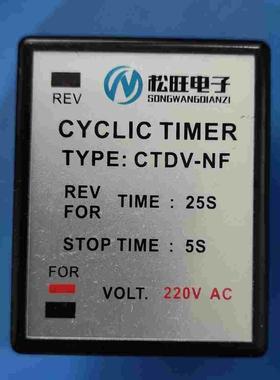 松旺电子
SONGWANGDIANZI
REV
CYCLIC TIMER
TYPE: CTDV-NF
REV
FOR TIME : 25S
STOP TIME : 5S
FOR
VOLT. 220V AC